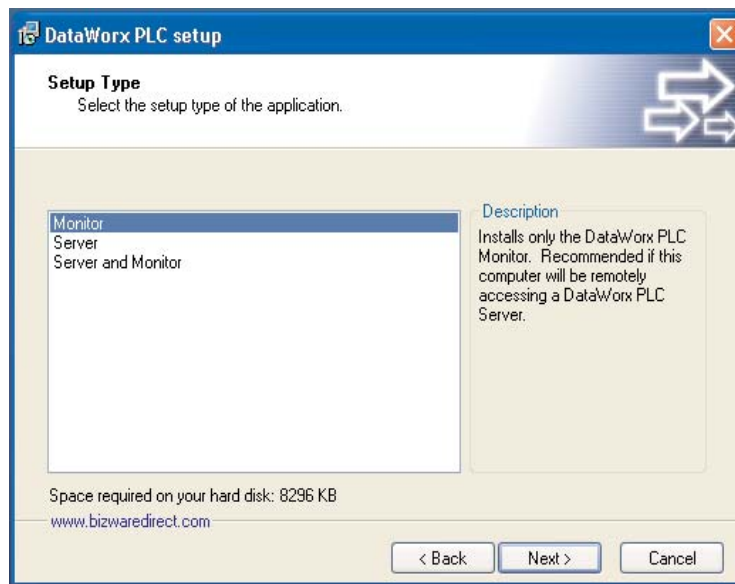 DataWorx PLC setup
Setup Type
Select the setup type of the application.
Monitor
Server
Server and Monitor
Description
Installs only the DataWorx PLC
Monitor. Recommended if this
computer will be remotely
accessing a DataWorx PLC
Server.
Space required on your hard disk: 8296 KB
www.bizwaredirect.com
< Back
Next >
Cancel